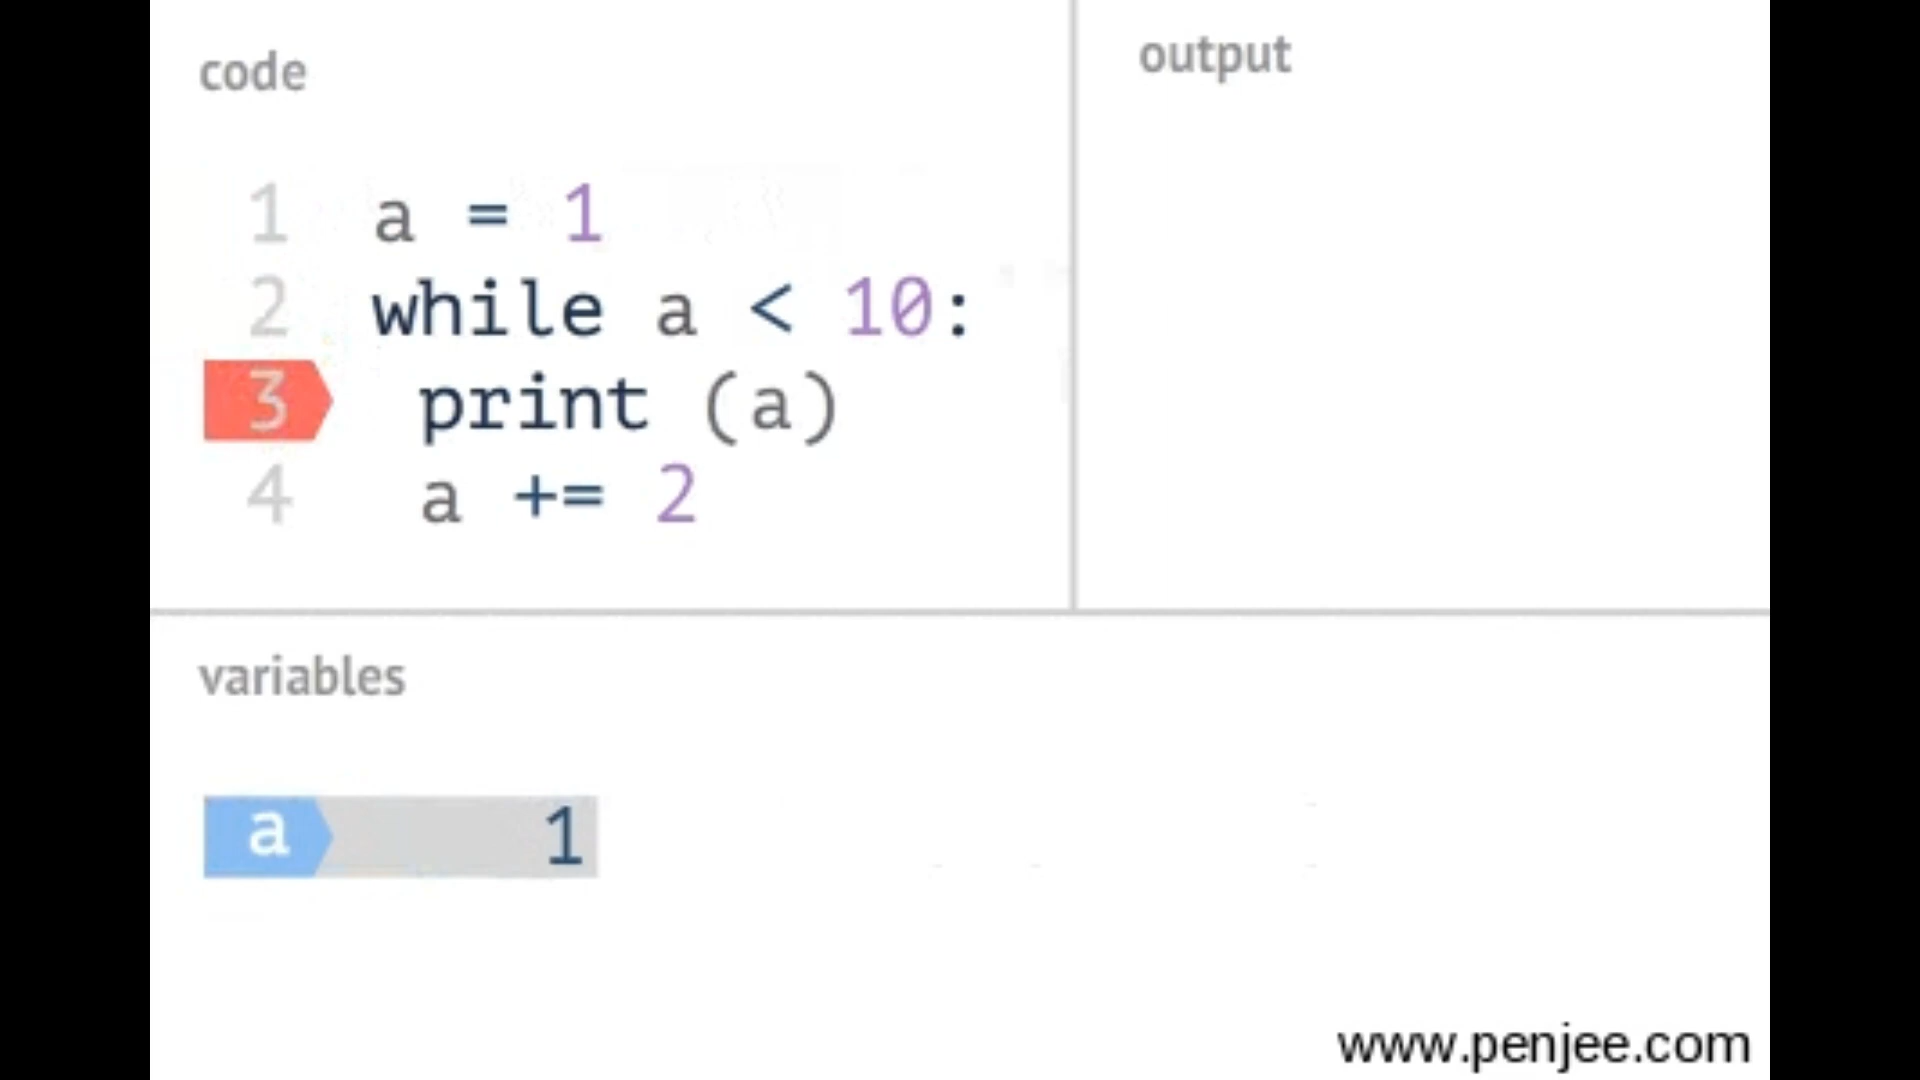 code
output
1 a = 1
2 while a < 10:
3 print (a)
4 a += 2
variables
a 1
www.penjee.com